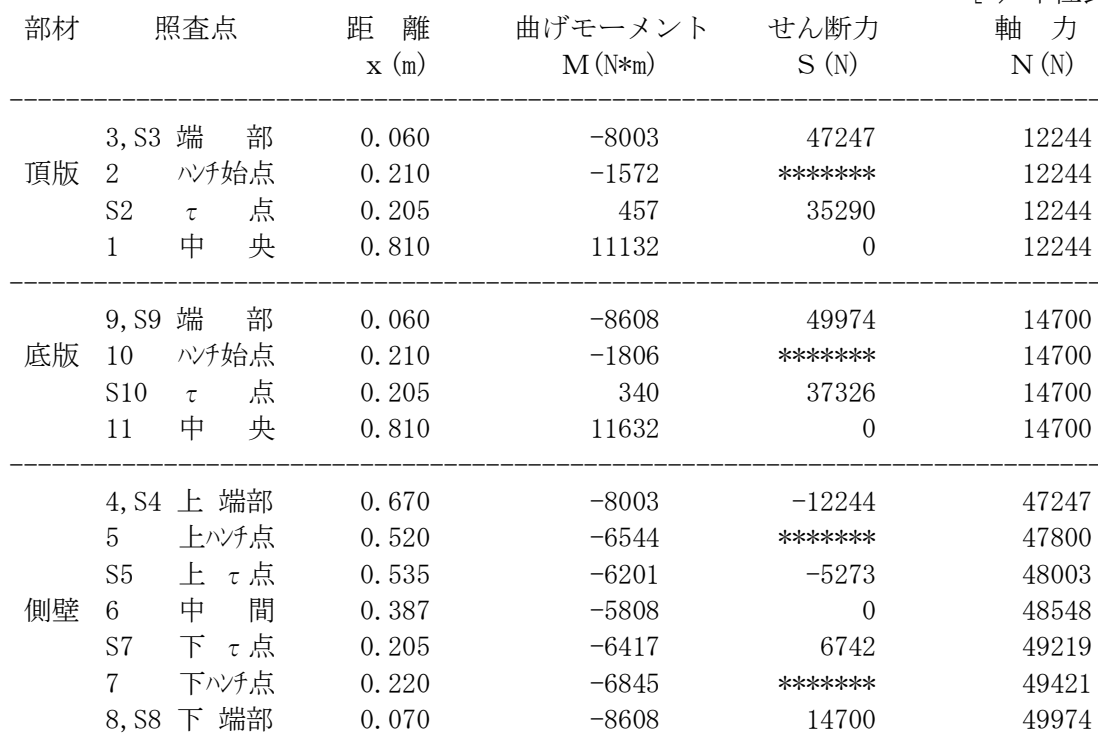 部材 照査点 距 離 曲げモーメント せん断力 軸 力
x (m) M(N*m) S (N) N(N)
3,S3 端 部 0.060 -8003 47247 12244
頂版 2 ハンチ始点 0.210 -1572 ******* 12244
S2 τ 点 0.205 457 35290 12244
1 中 央 0.810 11132 0 12244
9,S9 端 部 0.060 -8608 49974 14700
底版 10 ハンチ始点 0.210 -1806 ******* 14700
S10 τ 点 0.205 340 37326 14700
11 中 央 0.810 11632 0 14700
4,S4 上 端部 0.670 -8003 -12244 47247
5 上ハンチ点 0.520 -6544 ******* 47800
S5 上 τ点 0.535 -6201 -5273 48003
側壁 6 中 間 0.387 -5808 0 48548
S7 下 τ点 0.205 -6417 6742 49219
7 下ハンチ点 0.220 -6845 ******* 49421
8,S8 下 端部 0.070 -8608 14700 49974